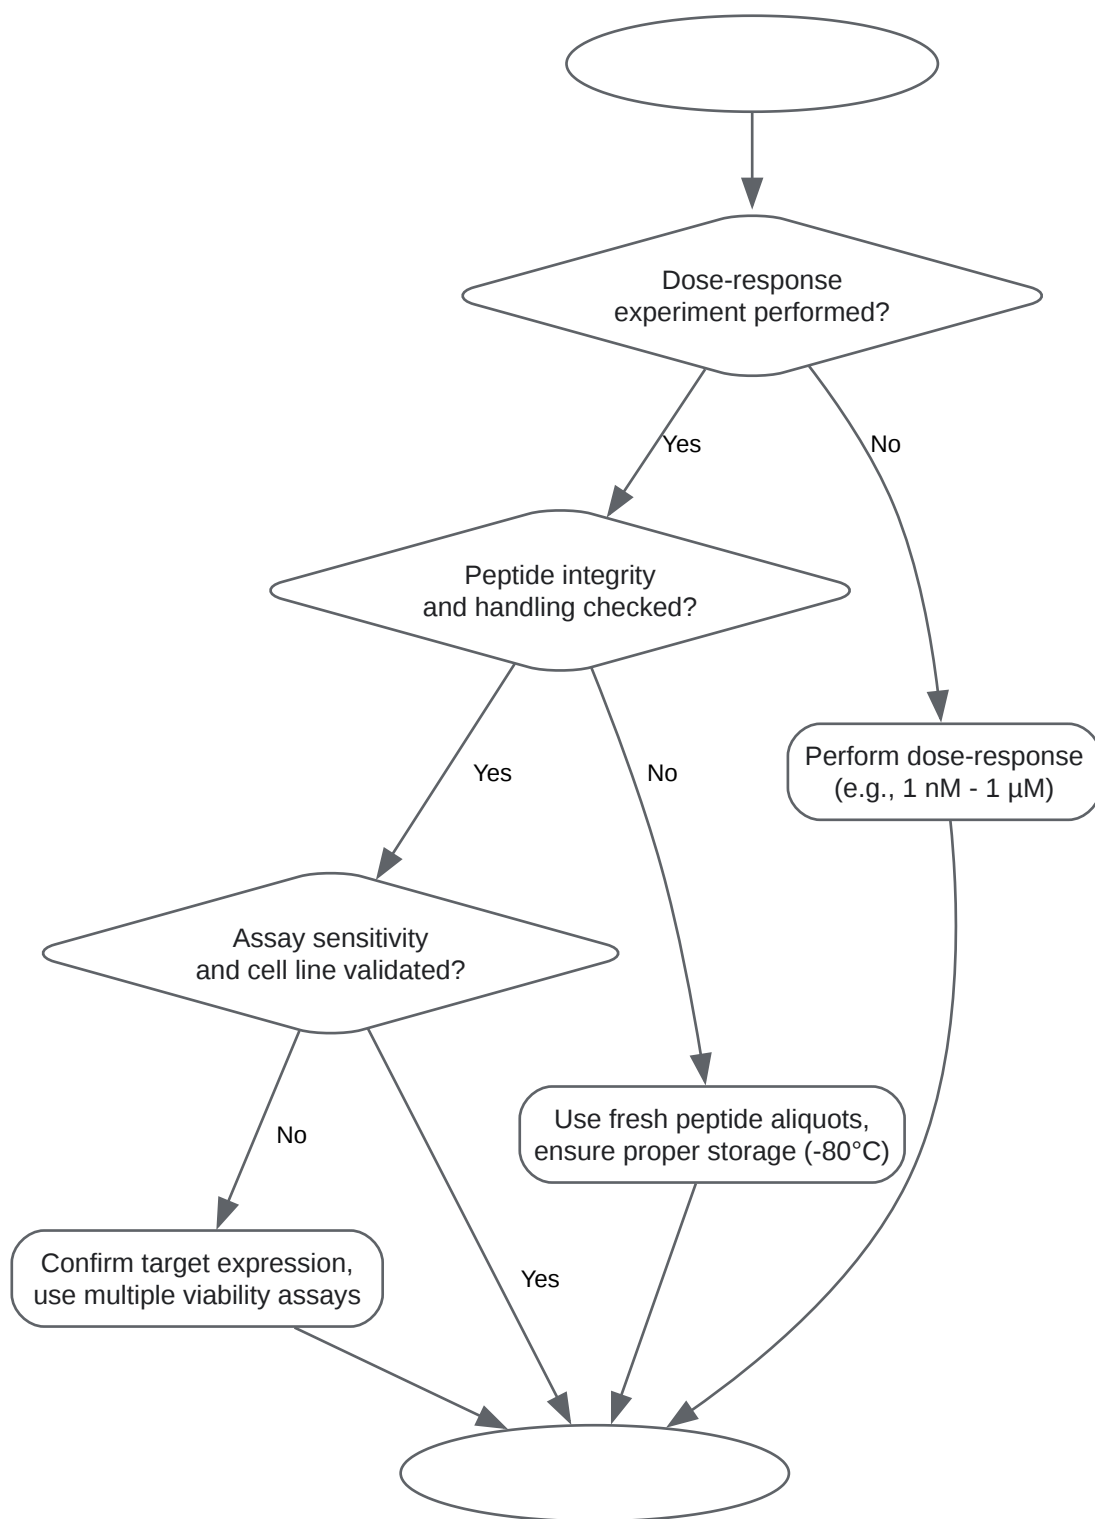 Dose-response
experiment performed?
Yes
No
Peptide integrity
and handling checked?
Yes
No
Perform dose-response
(e.g., 1 nM - 1 µM)
Assay sensitivity
and cell line validated?
No
Yes
Use fresh peptide aliquots,
ensure proper storage (-80°C)
Confirm target expression,
use multiple viability assays